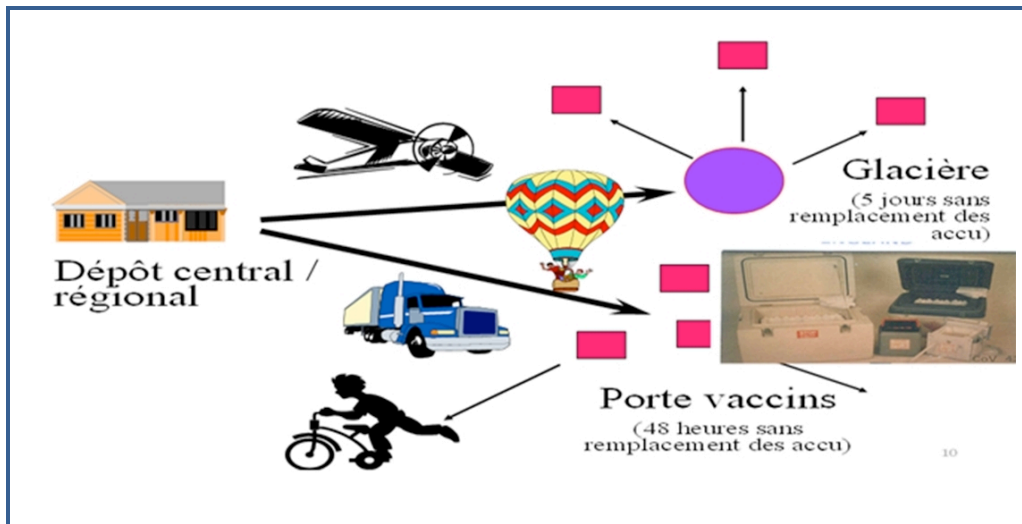 Dépôt central /
régional
Glacière
(5 jours sans
remplacement des
accu)
Porte vaccins
(48 heures sans
remplacement des accu)
10